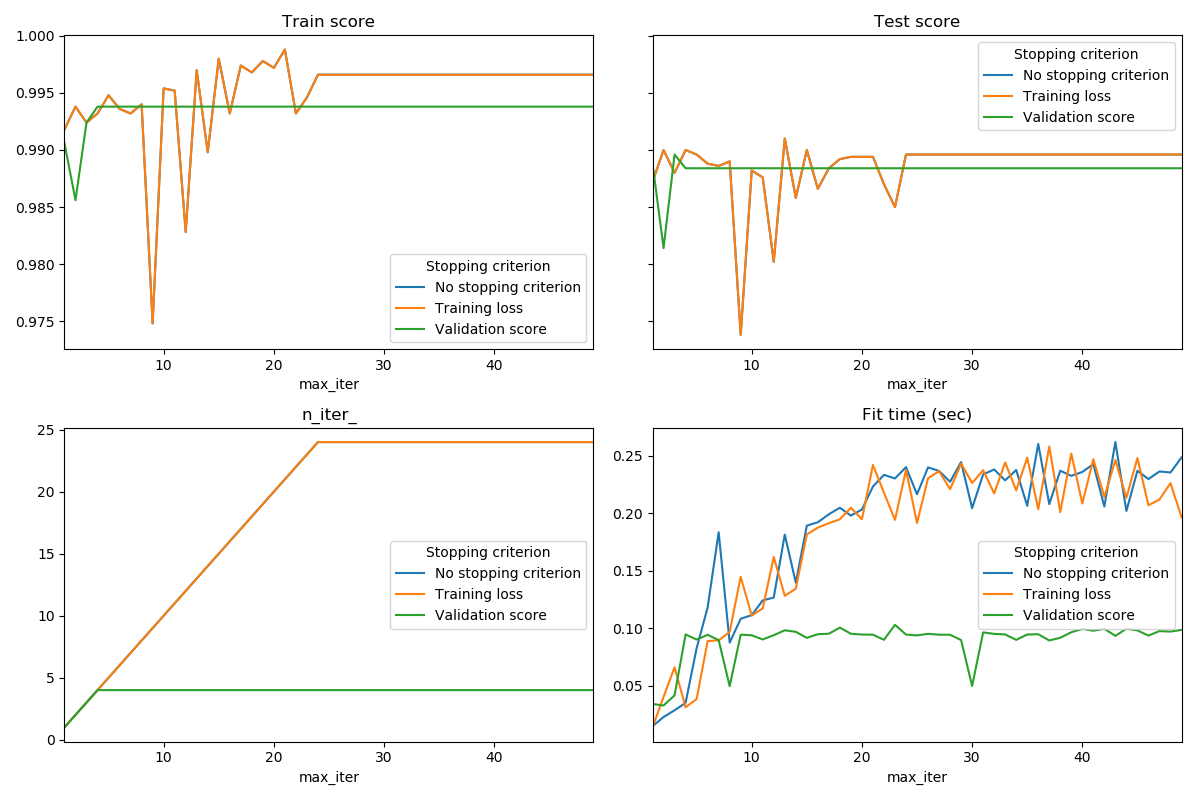 Train score
1.000
0.995
0.990
0.985
0.980
0.975
Stopping criterion
No stopping criterion
Training loss
Validation score
10 20 30 40
max_iter
Test score
Stopping criterion
No stopping criterion
Training loss
Validation score
10 20 30 40
max_iter
n_iter_
25
20
15
10
5
0
Stopping criterion
No stopping criterion
Training loss
Validation score
10 20 30 40
max_iter
Fit time (sec)
0.25
0.20
0.15
0.10
0.05
Stopping criterion
No stopping criterion
Training loss
Validation score
10 20 30 40
max_iter